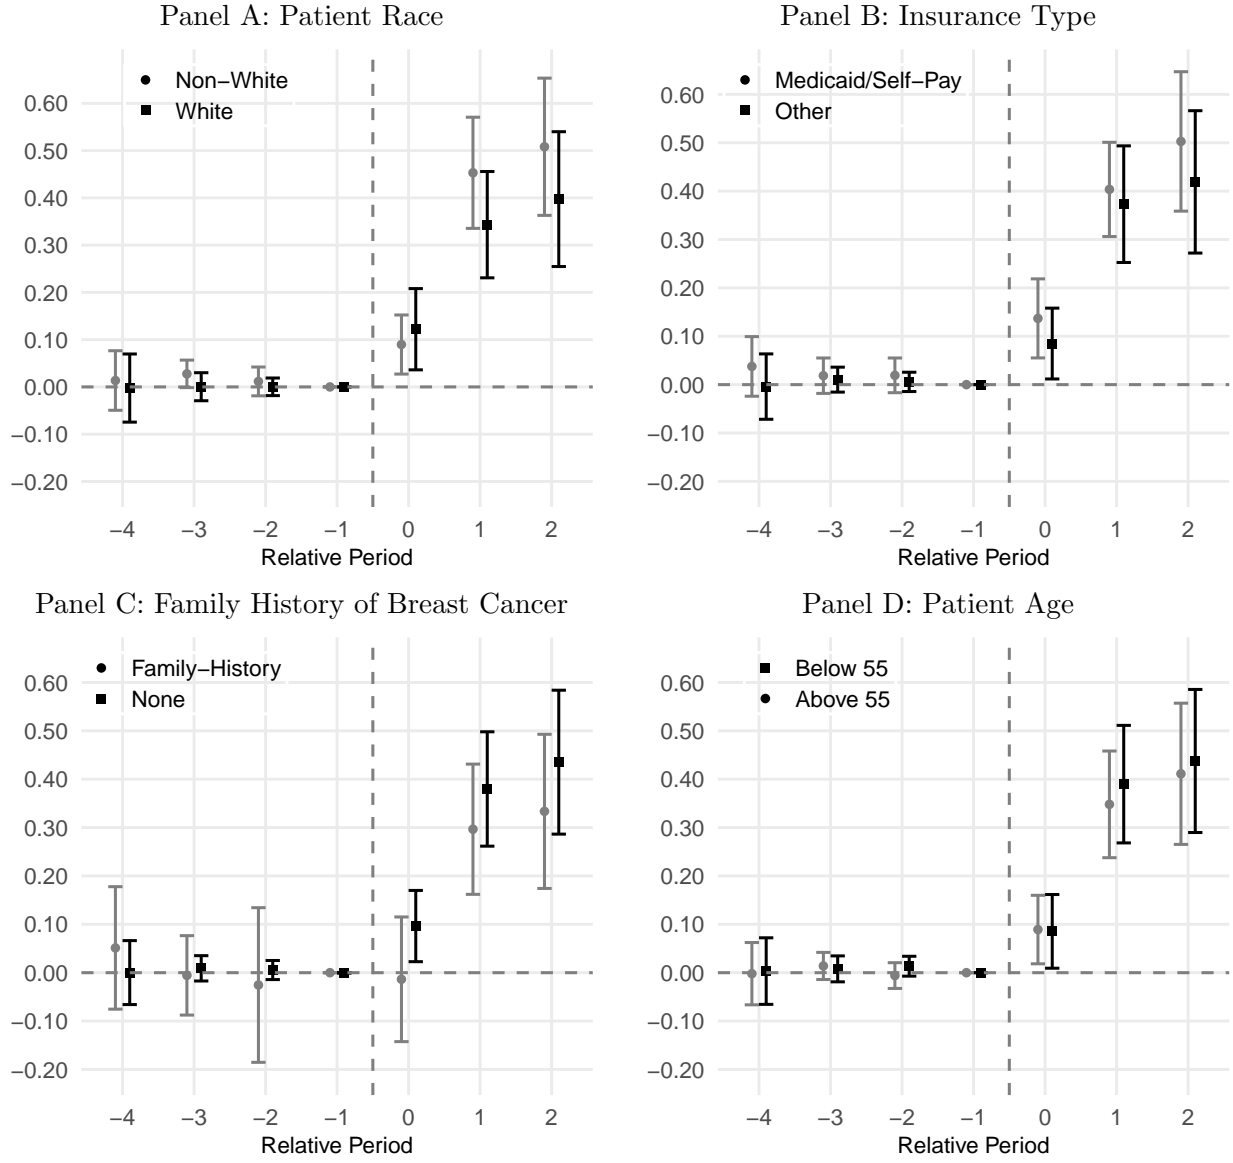 Panel A: Patient Race
Non−White
White
0.60
0.50
0.40
0.30
0.20
0.10
0.00
−0.10
−0.20
−4 −3 −2 −1 0 1 2
Relative Period
Panel B: Insurance Type
Medicaid/Self−Pay
Other
0.60
0.50
0.40
0.30
0.20
0.10
0.00
−0.10
−0.20
−4 −3 −2 −1 0 1 2
Relative Period
Panel C: Family History of Breast Cancer
Family−History
None
0.60
0.50
0.40
0.30
0.20
0.10
0.00
−0.10
−0.20
−4 −3 −2 −1 0 1 2
Relative Period
Panel D: Patient Age
Below 55
Above 55
0.60
0.50
0.40
0.30
0.20
0.10
0.00
−0.10
−0.20
−4 −3 −2 −1 0 1 2
Relative Period